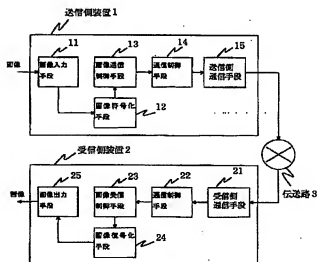 送信側装置1
11
13
14
15
画像
画像入力
手段
画像送信
制御手段
通信制御手段
送信側
通信手段
画像符号化
手段
12
伝送路3
受信側装置2
25
23
22
21
画像
画像出力
手段
画像受信
制御手段
通信制御手段
受信側
通信手段
画像復号化
手段
24